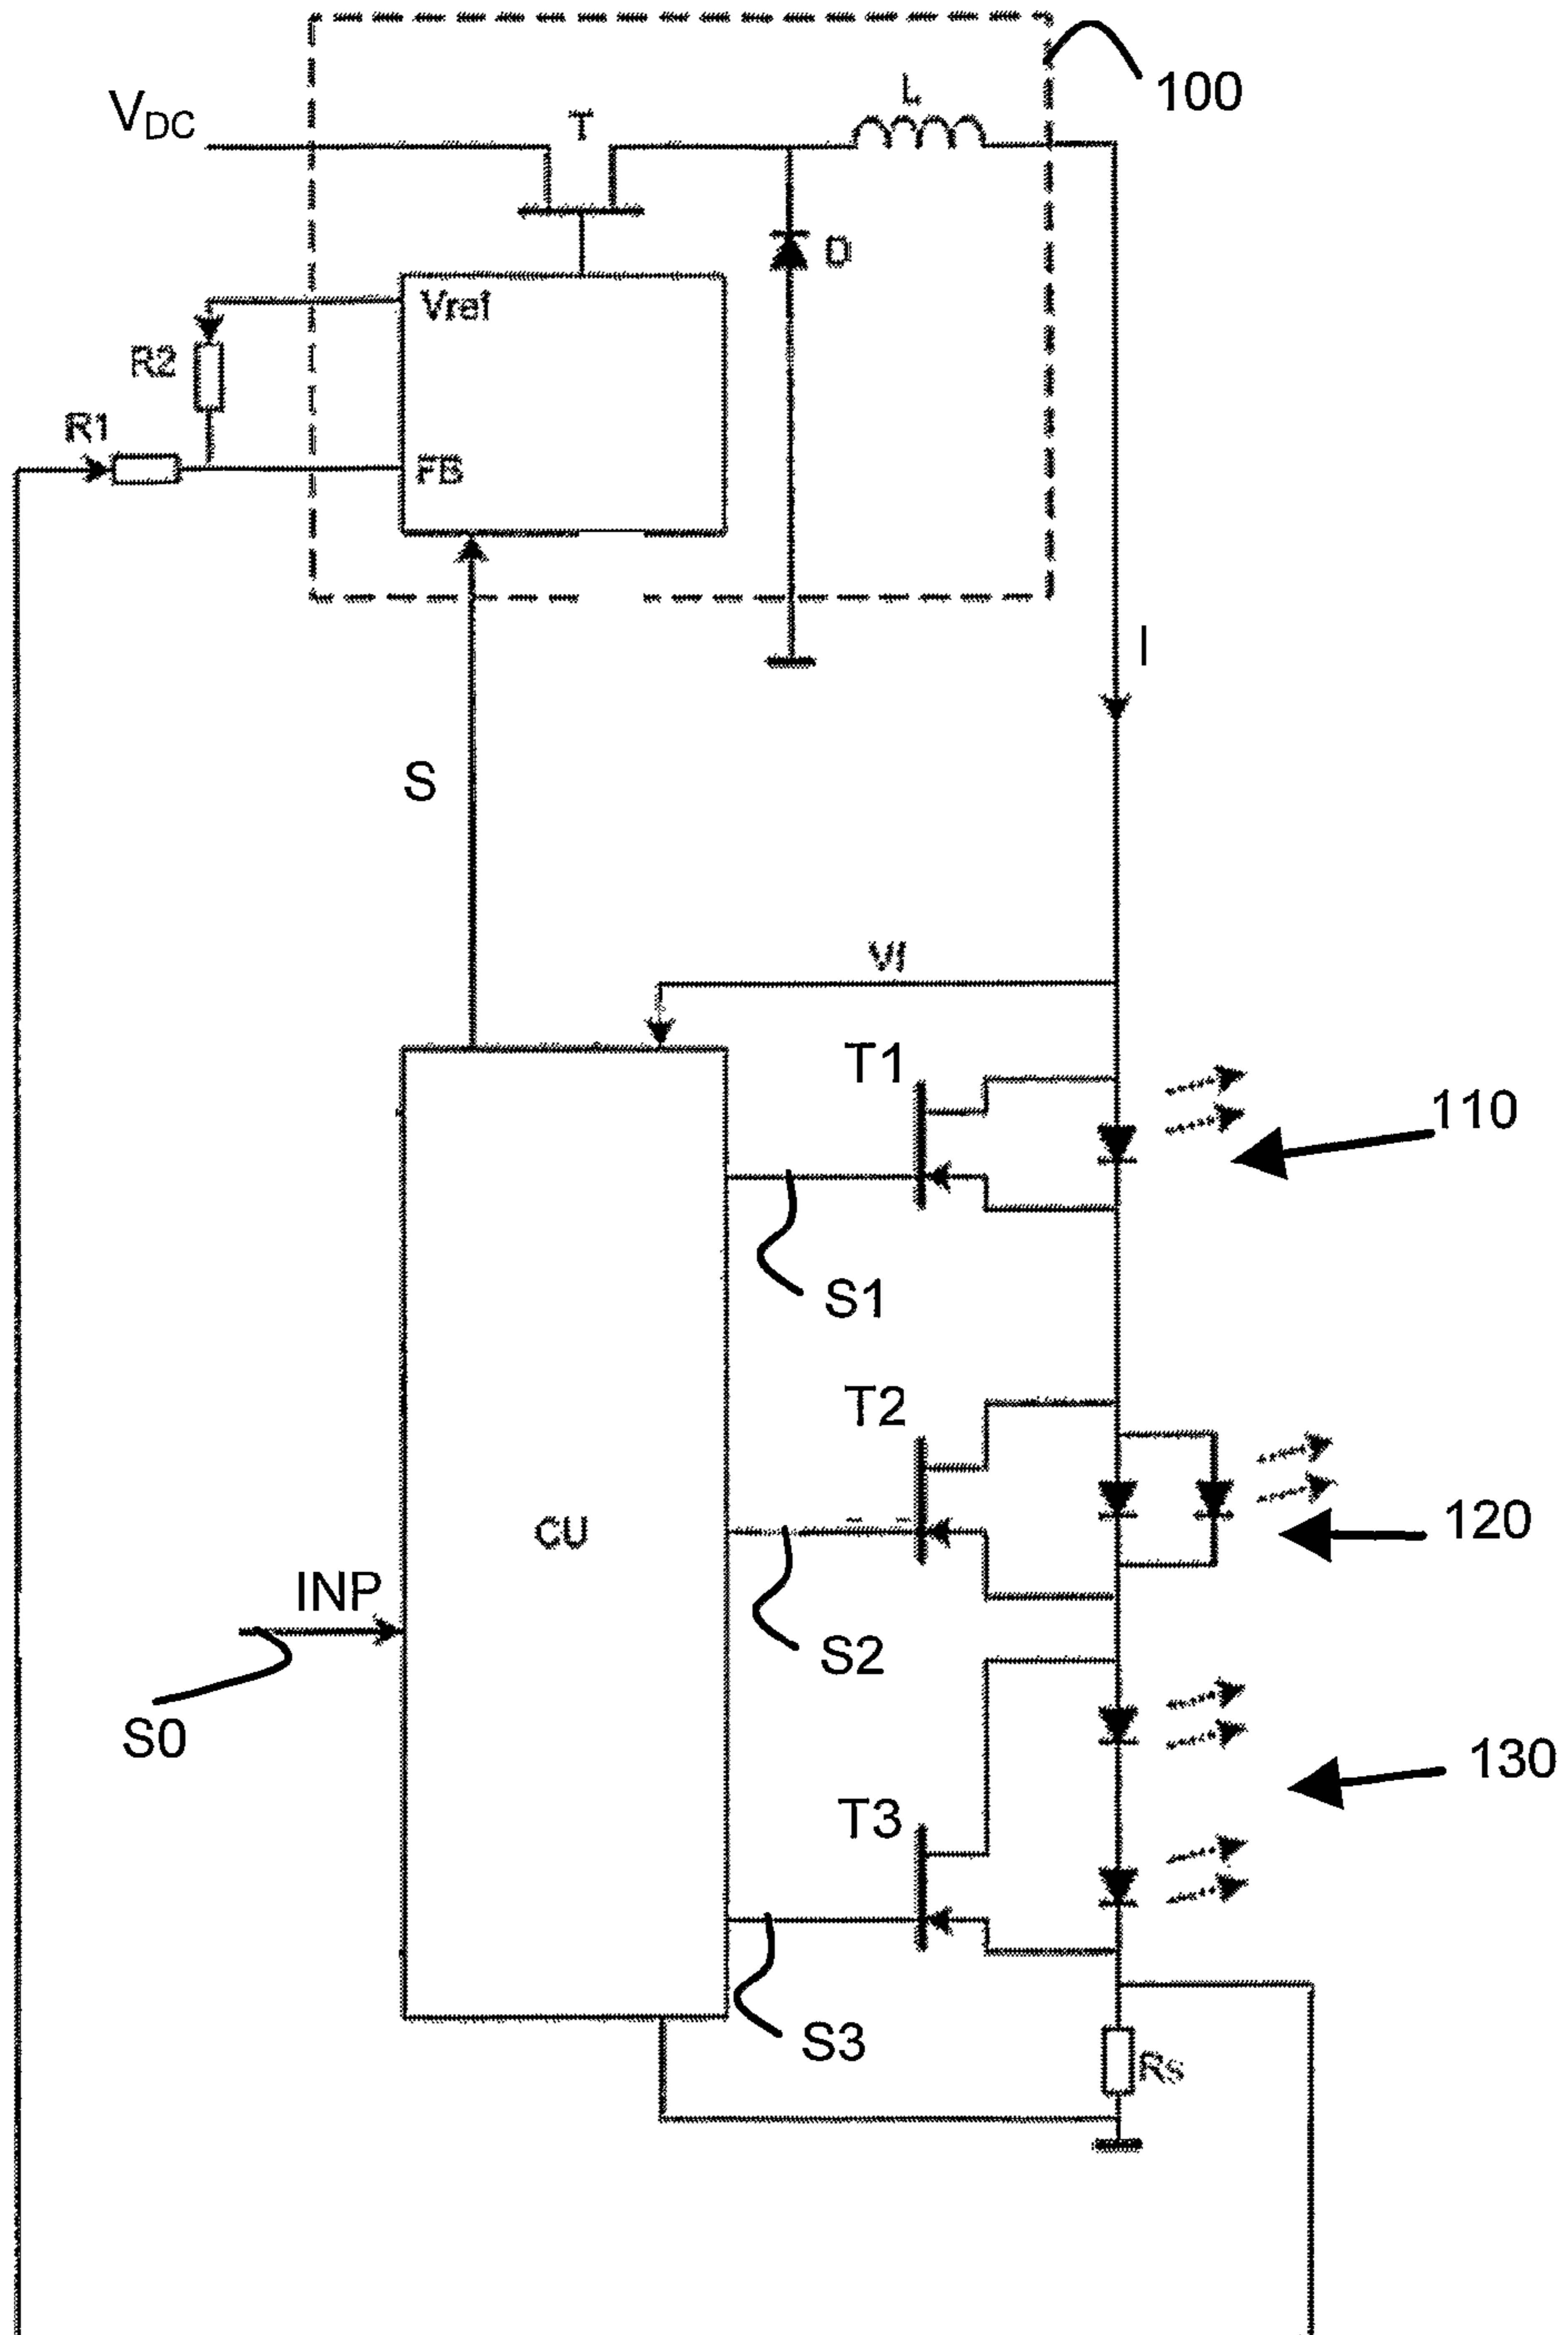 100
L
VDC
T
D
Vref
R2
R1
FB
I
S
Vf
T1
110
S1
T2
120
CU
INP
S2
S0
130
T3
S3
Rs